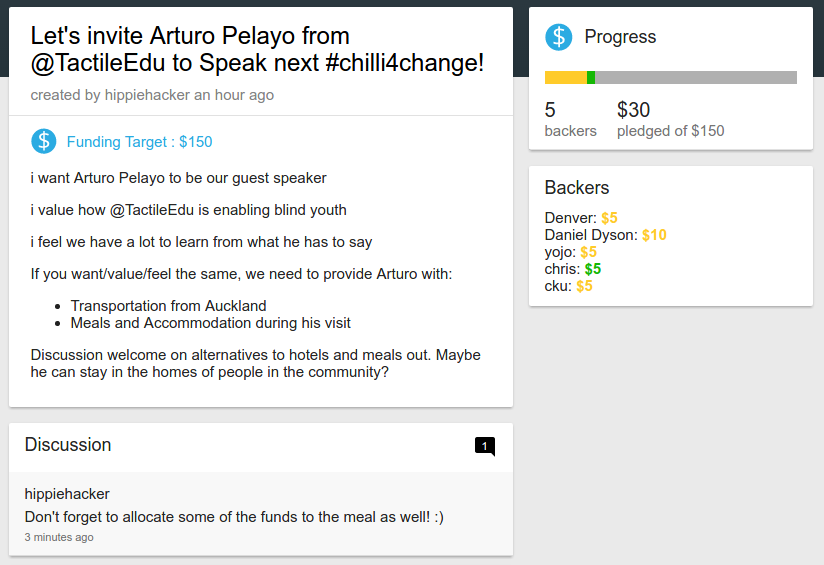 Let's invite Arturo Pelayo from
@TactileEdu to Speak next #chilli4change!
created by hippiehacker an hour ago
$ Funding Target : $150
i want Arturo Pelayo to be our guest speaker
i value how @TactileEdu is enabling blind youth
i feel we have a lot to learn from what he has to say
If you want/value/feel the same, we need to provide Arturo with:
• Transportation from Auckland
• Meals and Accommodation during his visit
Discussion welcome on alternatives to hotels and meals out. Maybe
he can stay in the homes of people in the community?
Discussion 1
hippiehacker
Don't forget to allocate some of the funds to the meal as well! :)
3 minutes ago
$ Progress
5 $30
backers pledged of $150
Backers
Denver: $5
Daniel Dyson: $10
yojo: $5
chris: $5
cku: $5